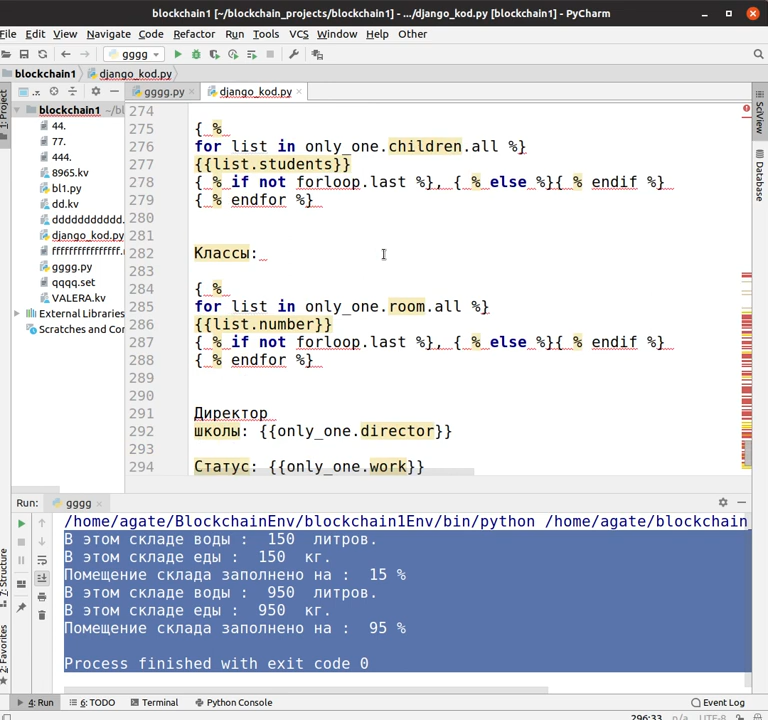 blockchain1 [~/blockchain_projects/blockchain1] - .../django_kod.py [blockchain1] - PyCharm
File Edit View Navigate Code Refactor Run Tools VCS Window Help Other
gggg
blockchain1 django_kod.py
1: Project
gggg.py django_kod.py
SciView
Database
blockchain1 ~/bl
44.
77.
444.
8965.kv
bl1.py
dd.kv
ddddddddddd.
django_kod.py
ffffffffffffffff.
gggg.py
qqqq.set
VALERA.kv
External Libraries
Scratches and Cor
274
275 { %
276 for list in only_one.children.all %}
277 {{list.students}}
278 { % if not forloop.last %}, { % else %}{ % endif %}
279 { % endfor %}
280
281
282 Классы:
283
284 { %
285 for list in only_one.room.all %}
286 {{list.number}}
287 { % if not forloop.last %}, { % else %}{ % endif %}
288 { % endfor %}
289
290
291 Директор
292 школы: {{only_one.director}}
293
294 Статус: {{only_one.work}}
Run: gggg
/home/agate/BlockchainEnv/blockchain1Env/bin/python /home/agate/blockchain
В этом складе воды : 150 литров.
В этом складе еды : 150 кг.
Помещение склада заполнено на : 15 %
В этом складе воды : 950 литров.
В этом складе еды : 950 кг.
Помещение склада заполнено на : 95 %
Process finished with exit code 0
7: Structure
2: Favorites
4: Run 6: TODO Terminal Python Console Event Log
296:33 n/a UTF-8